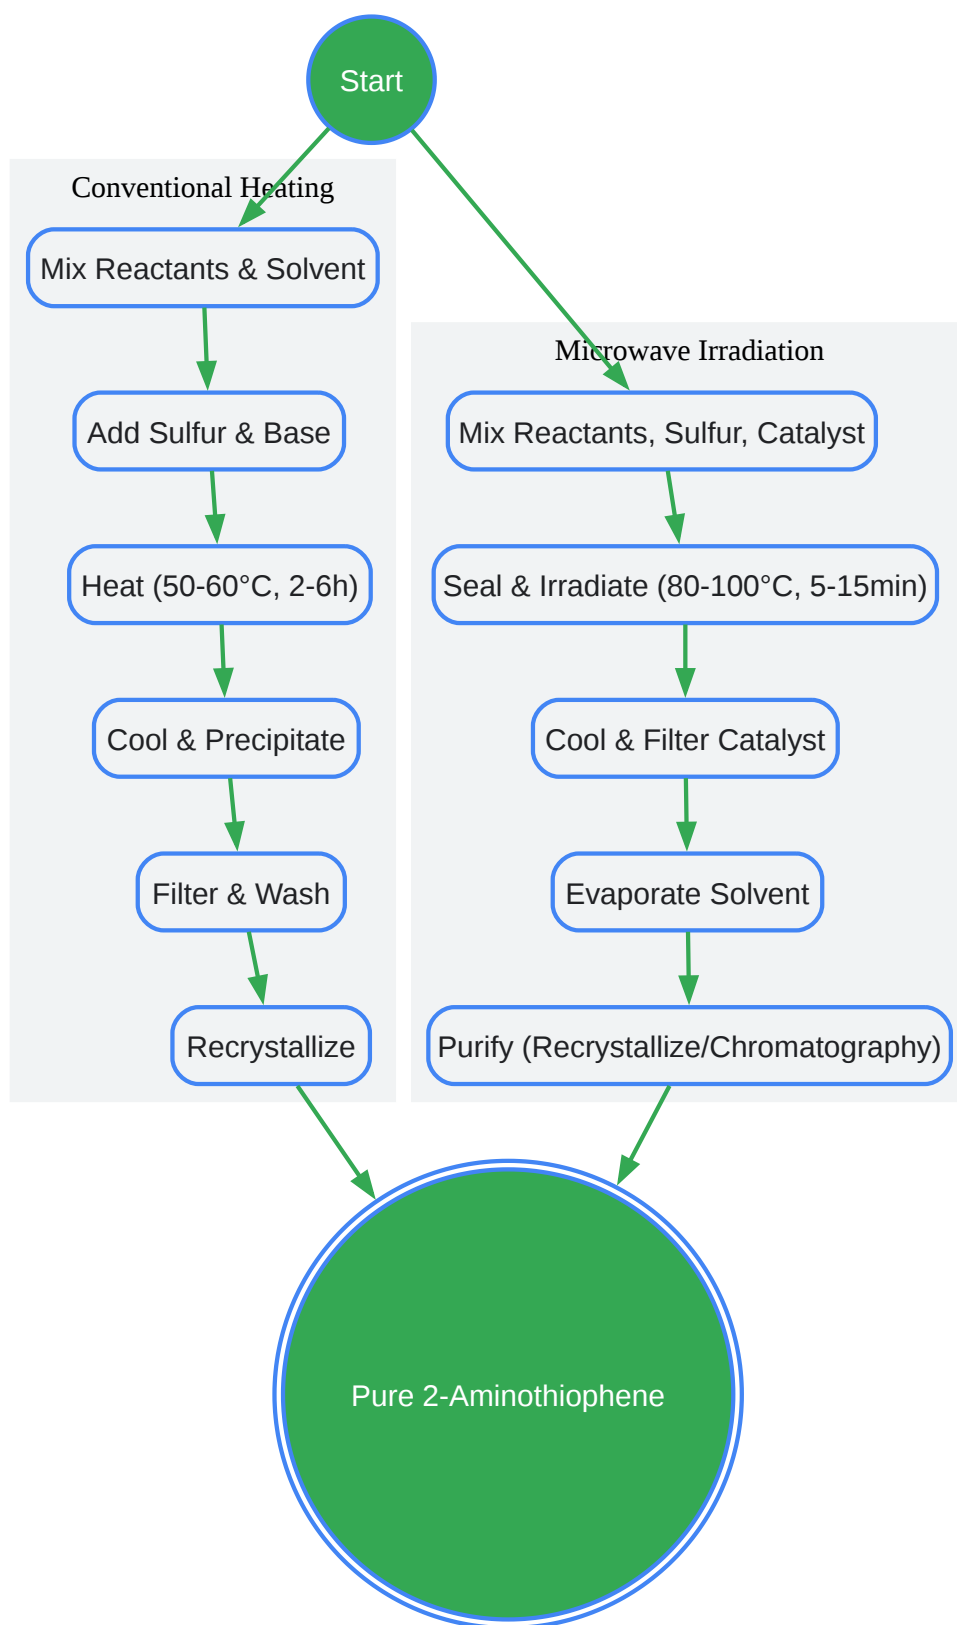 Start
Conventional Heating
Mix Reactants & Solvent
Add Sulfur & Base
Heat (50-60°C, 2-6h)
Cool & Precipitate
Filter & Wash
Recrystallize
Microwave Irradiation
Mix Reactants, Sulfur, Catalyst
Seal & Irradiate (80-100°C, 5-15min)
Cool & Filter Catalyst
Evaporate Solvent
Purify (Recrystallize/Chromatography)
Pure 2-Aminothiophene